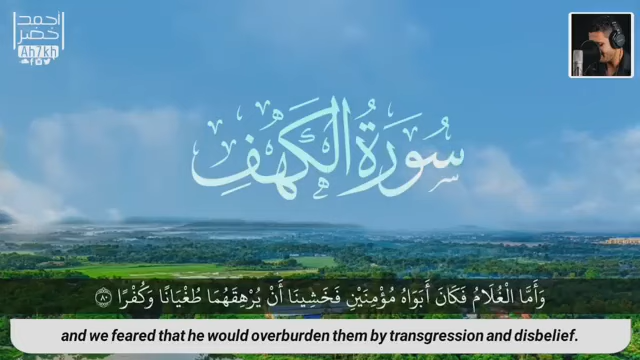 أحمد
خضر
Ah7kh
سُورَةُ الكَهْفِ
وَأَمَّا الْغُلَامُ فَكَانَ أَبَوَاهُ مُؤْمِنَيْنِ فَخَشِينَا أَنْ يُرْهِقَهُمَا طُغْيَانًا وَكُفْرًا ٨٠
and we feared that he would overburden them by transgression and disbelief.